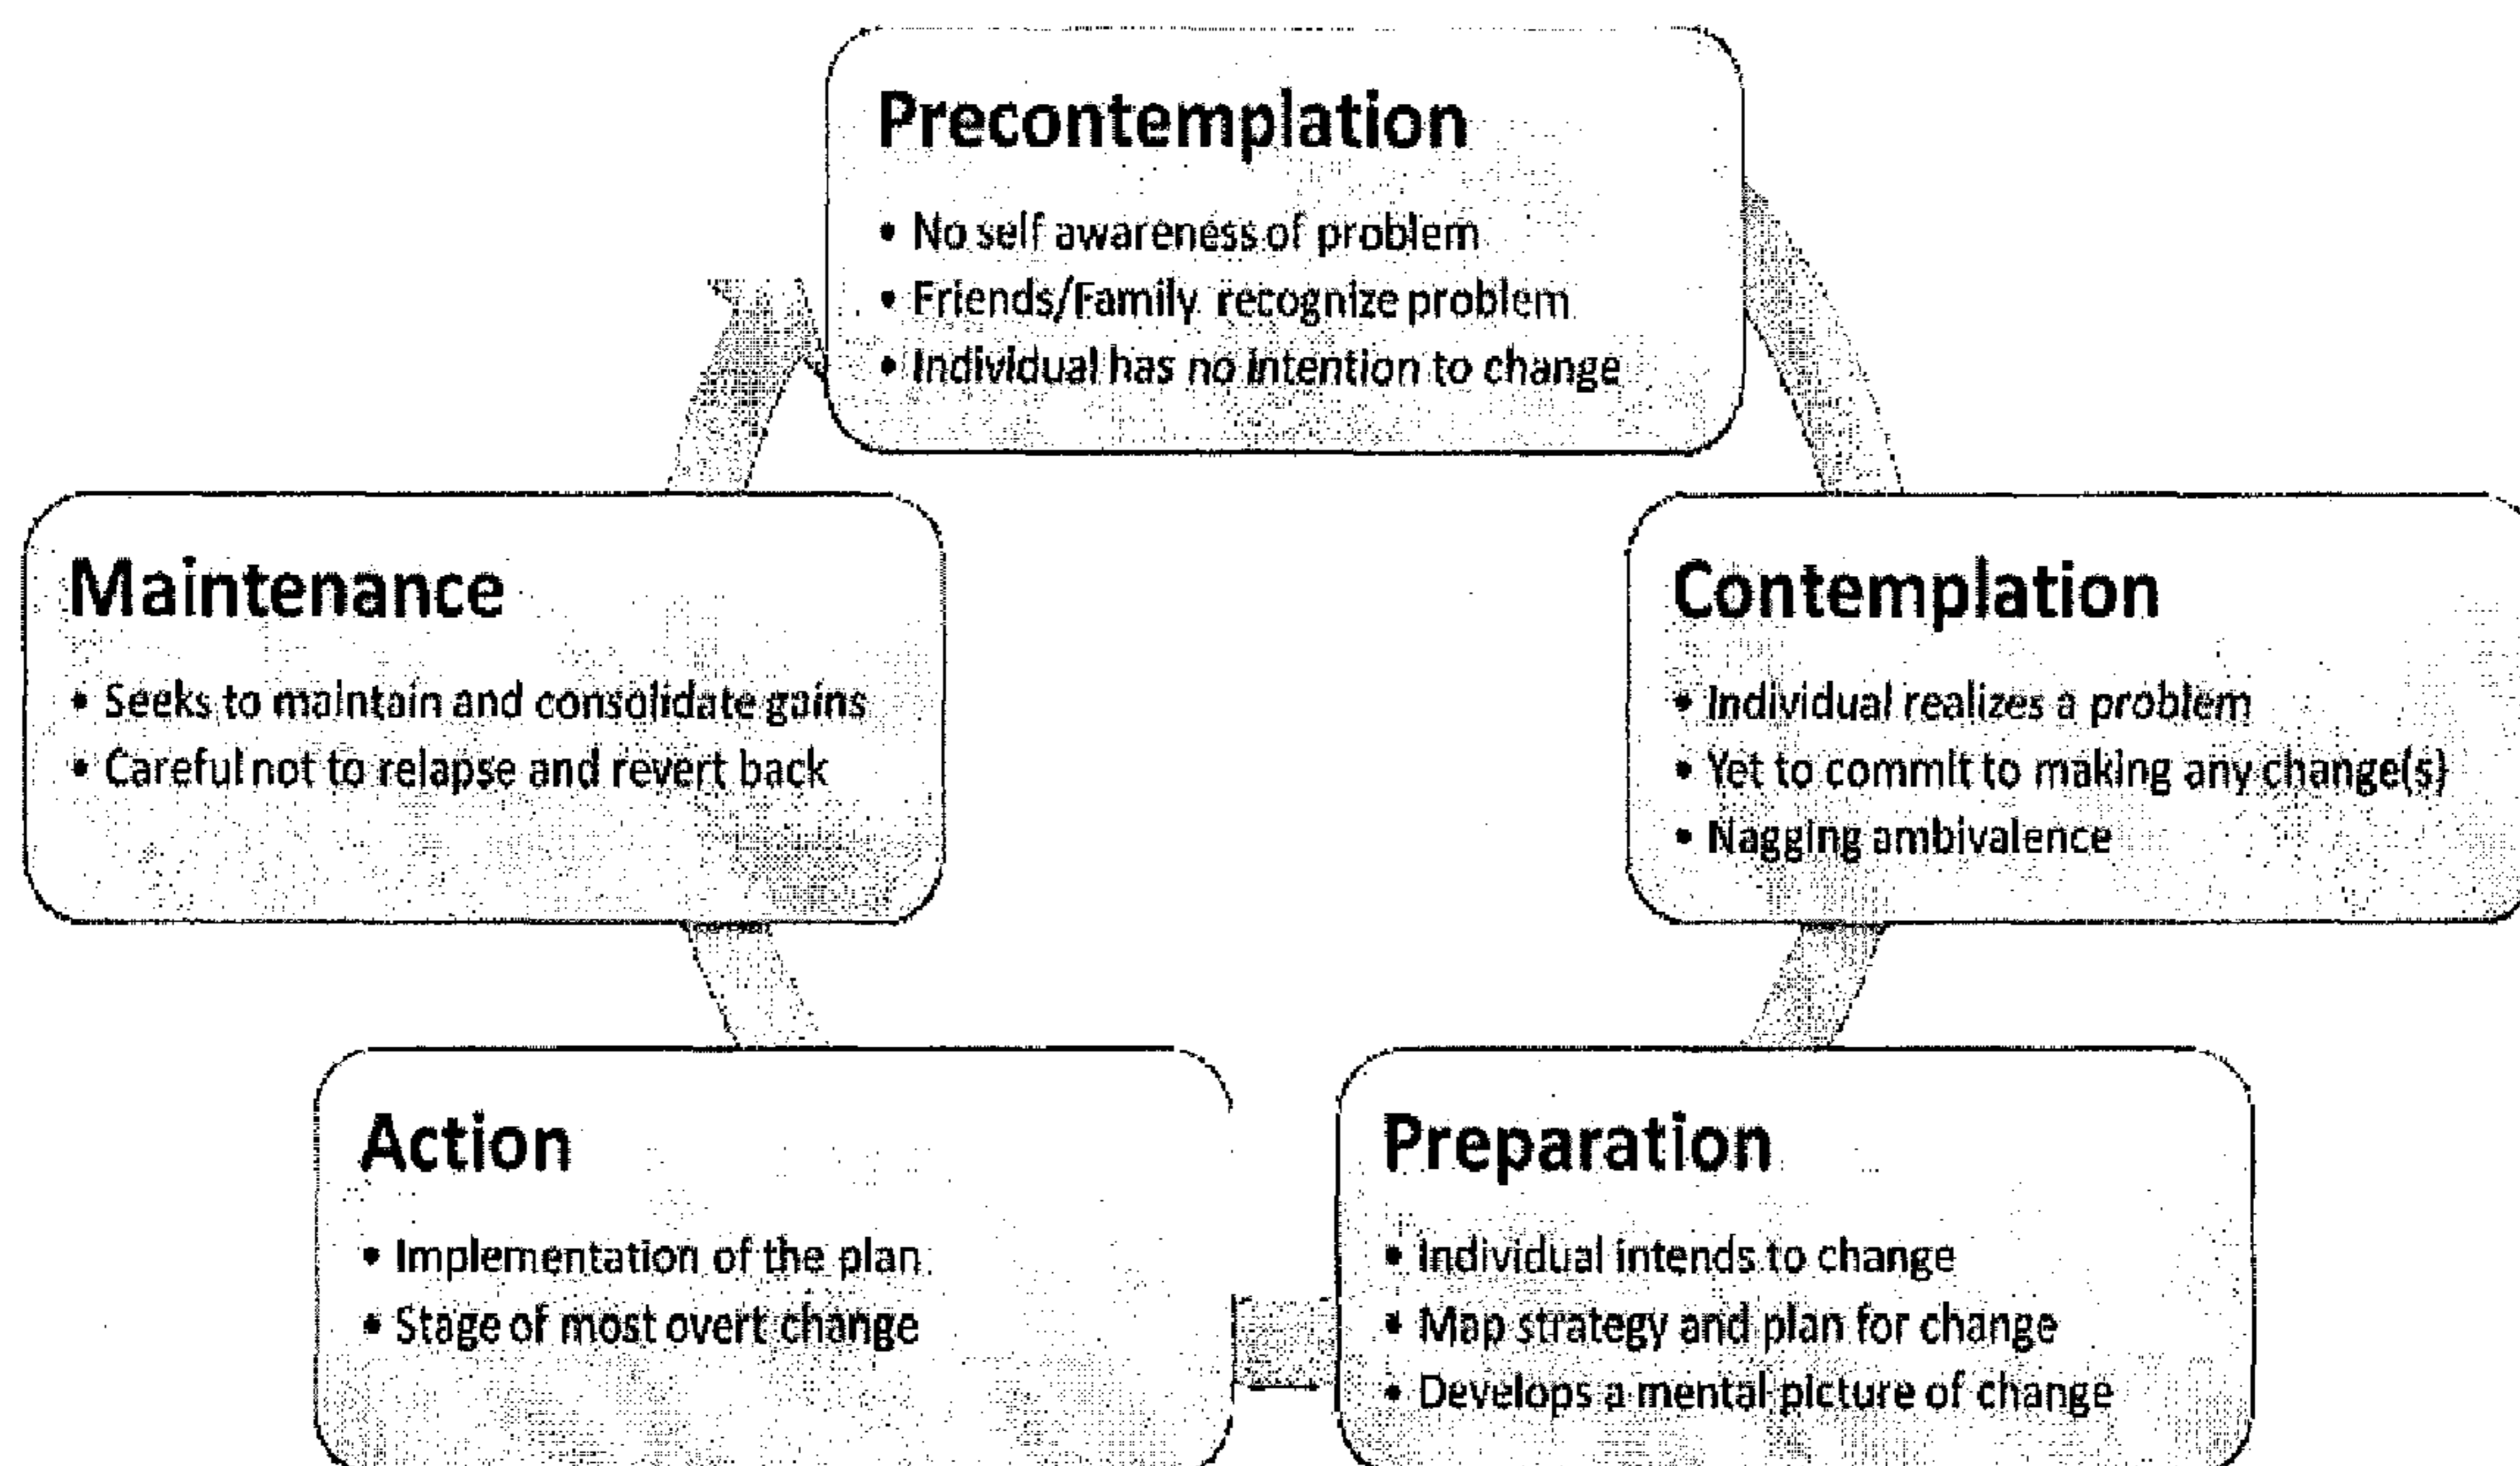 Precontemplation
• No self awareness of problem
• Friends/Family recognize problem
• Individual has no intention to change
Contemplation
• Individual realizes a problem
• Yet to commit to making any change(s)
• Nagging ambivalence
Preparation
• Individual intends to change
• Map strategy and plan for change
• Develops a mental picture of change
Action
• Implementation of the plan
• Stage of most overt change
Maintenance
• Seeks to maintain and consolidate gains
• Careful not to relapse and revert back